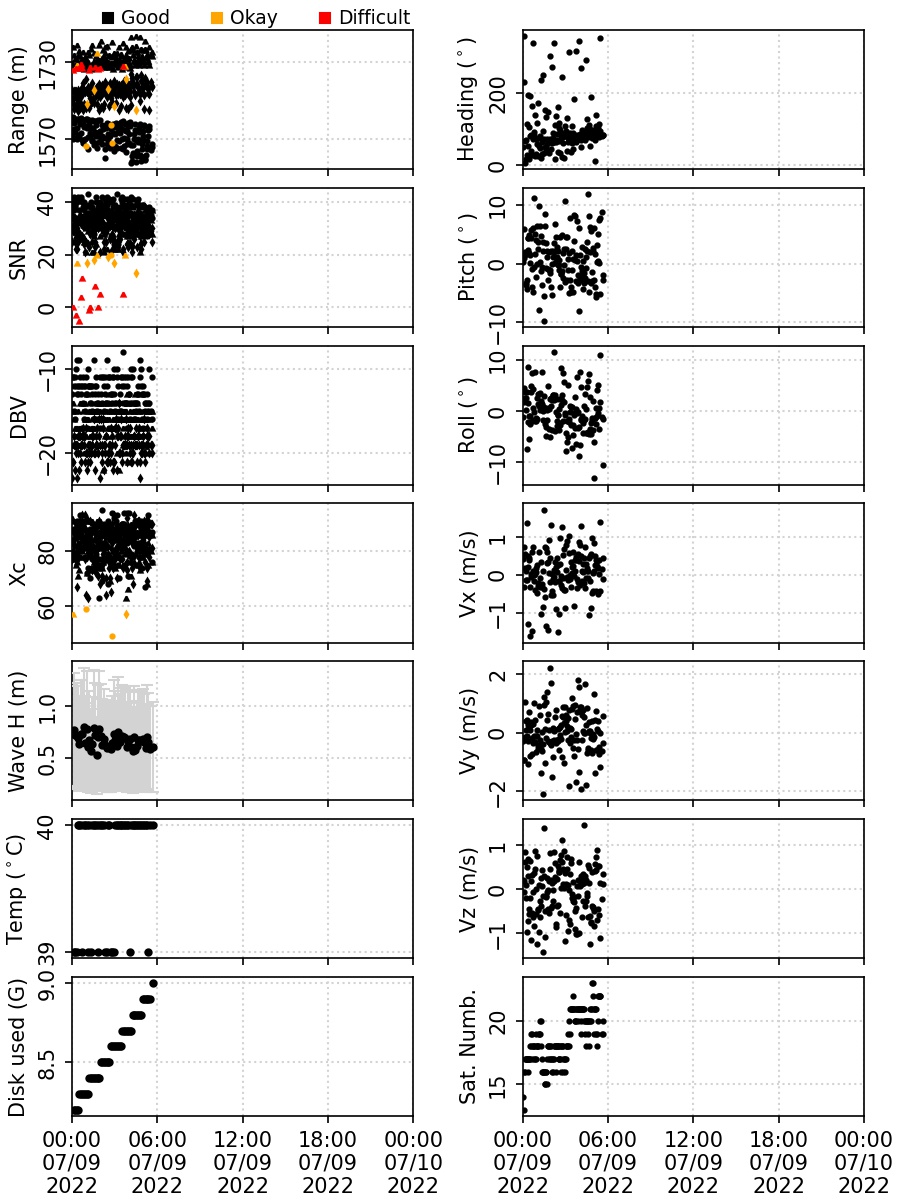 Good Okay Difficult
Range (m)
1730
1570
Heading (°)
200
0
SNR
40
20
0
Pitch (°)
10
0
−10
DBV
−10
−20
Roll (°)
10
0
−10
Xc
80
60
Vx (m/s)
1
0
−1
Wave H (m)
1.0
0.5
Vy (m/s)
2
0
−2
Temp (°C)
40
39
Vz (m/s)
1
0
−1
Disk used (G)
9.0
8.5
Sat. Numb.
20
15
00:00 06:00 12:00 18:00 00:00
07/09 07/09 07/09 07/09 07/10
2022 2022 2022 2022 2022
00:00 06:00 12:00 18:00 00:00
07/09 07/09 07/09 07/09 07/10
2022 2022 2022 2022 2022